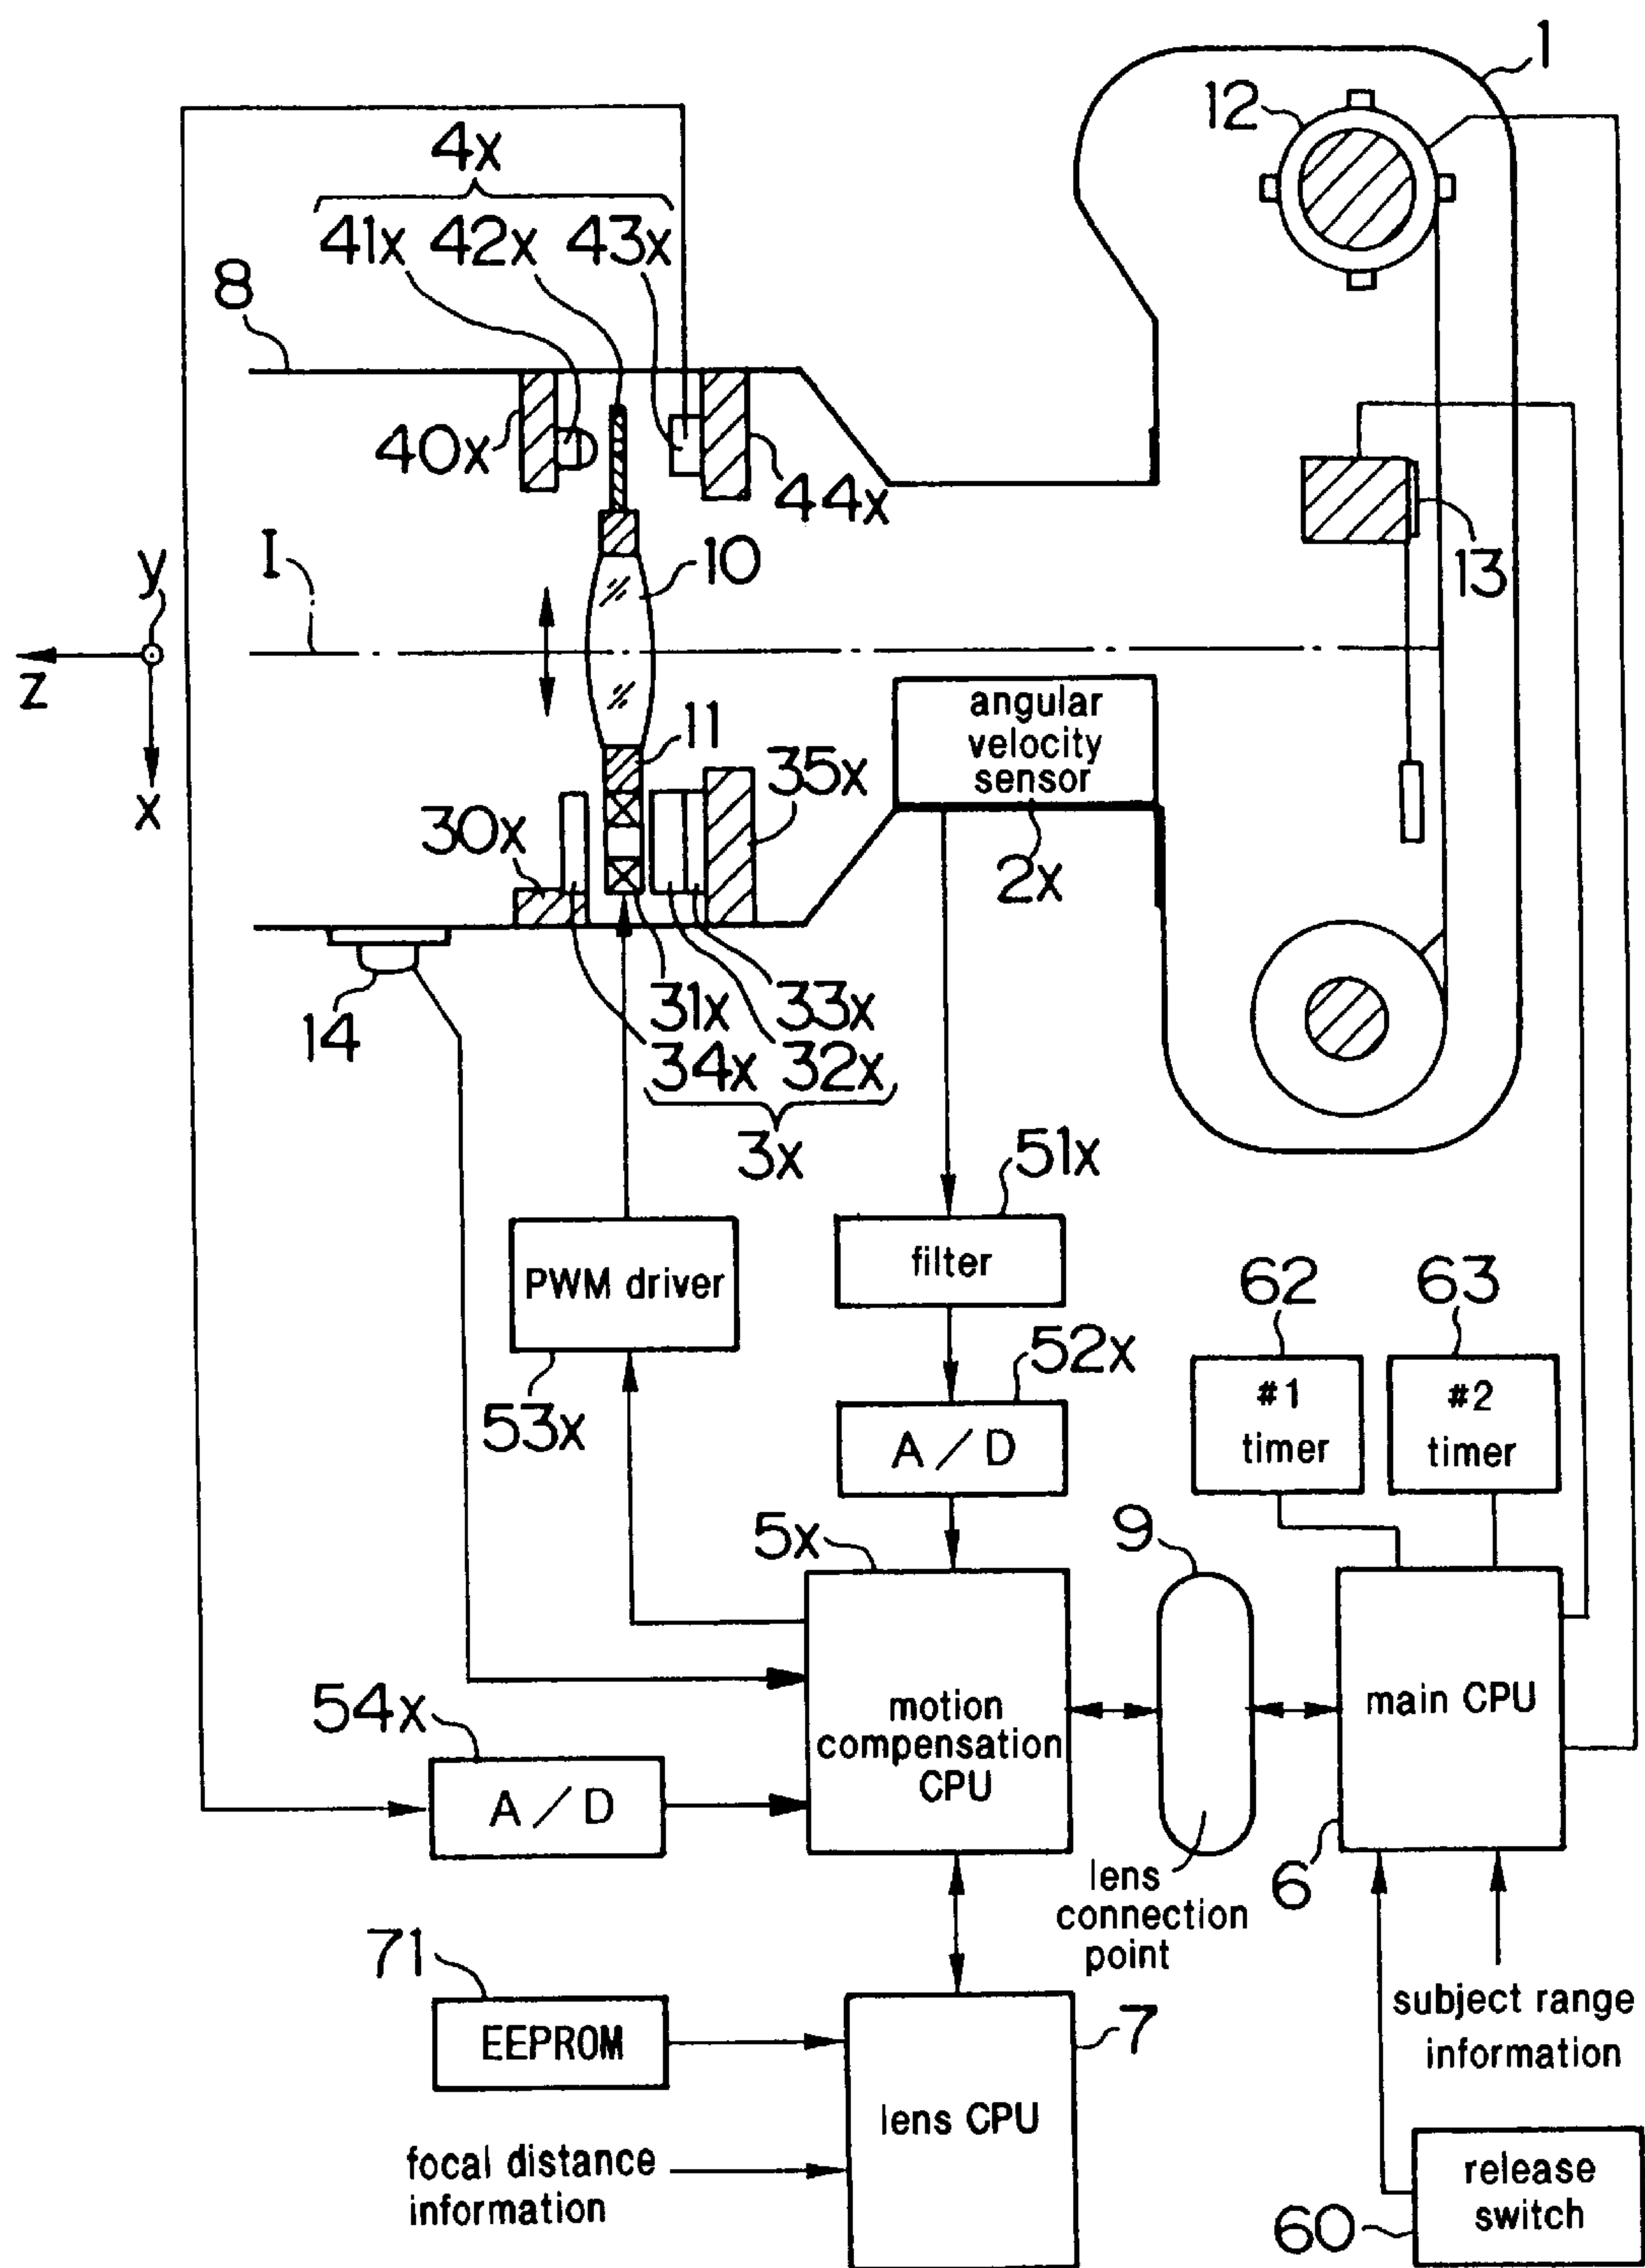 1
12
4x
41x 42x 43x
8
40x
44x
13
I
10
y
z
x
angular
velocity
sensor
11
35x
30x
2x
14
31x 33x
34x 32x
3x
51x
PWM driver
filter
62 63
53x
52x
#1
timer
#2
timer
A/D
5x
9
54x
motion
compensation
CPU
main CPU
A/D
6
lens
connection
point
71
EEPROM
7
subject range
information
lens CPU
focal distance
information
release
switch
60